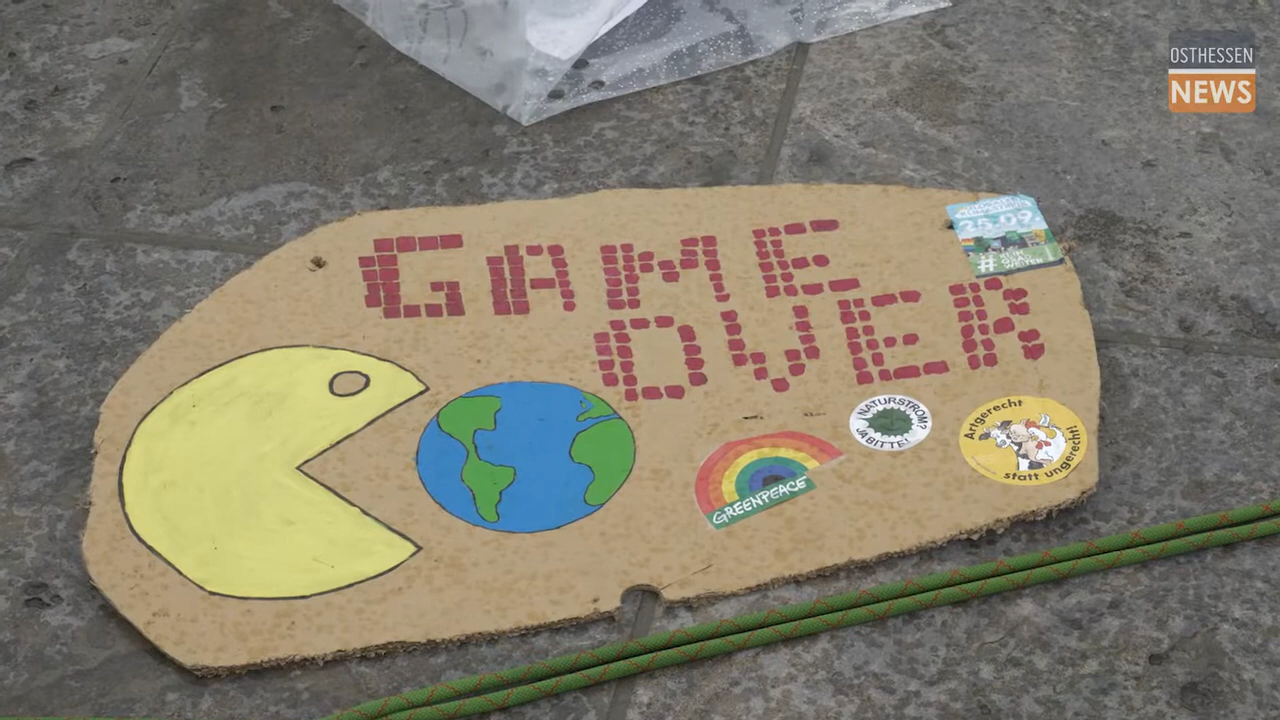 OSTHESSEN
NEWS
GAME
OVER
25.09.
#
NATURSTROM?
JA BITTE!
Artgerecht
statt ungerecht!
GREENPEACE